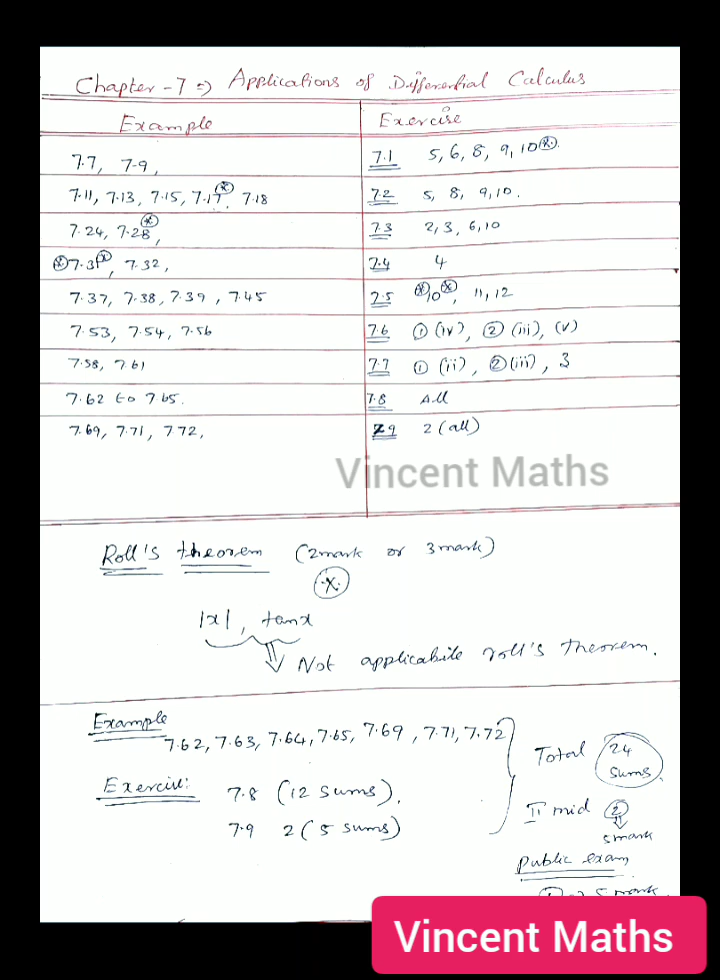 Chapter -7 ⇒ Applications of Differential Calculus
Example Exercise
7.7, 7.9, 7.1 5, 6, 8, 9, 10 (*).
7.11, 7.13, 7.15, 7.17 (*), 7.18 7.2 5, 8, 9, 10.
7.24, 7.28 (*), 7.3 2, 3, 6, 10
(*) 7.31 (*), 7.32, 7.4 4
7.37, 7.38, 7.39, 7.45 7.5 (*) 10 (*), 11, 12
7.53, 7.54, 7.56 7.6 ① (iv), ② (iii), (v)
7.58, 7.61 7.7 ① (ii), ② (iii), 3
7.62 to 7.65. 7.8 All
7.69, 7.71, 7.72, 7.9 2 (all)
Vincent Maths
Roll's theorem (2mark or 3mark)
(*)
|x|, tanx
⇓ Not applicabile roll's theorem.
Example
7.62, 7.63, 7.64, 7.65, 7.69, 7.71, 7.72
Total 24 Sums
Exercise: 7.8 (12 sums),
7.9 2 (5 sums)
II mid ②
⇓
5 mark
Public exam
Vincent Maths